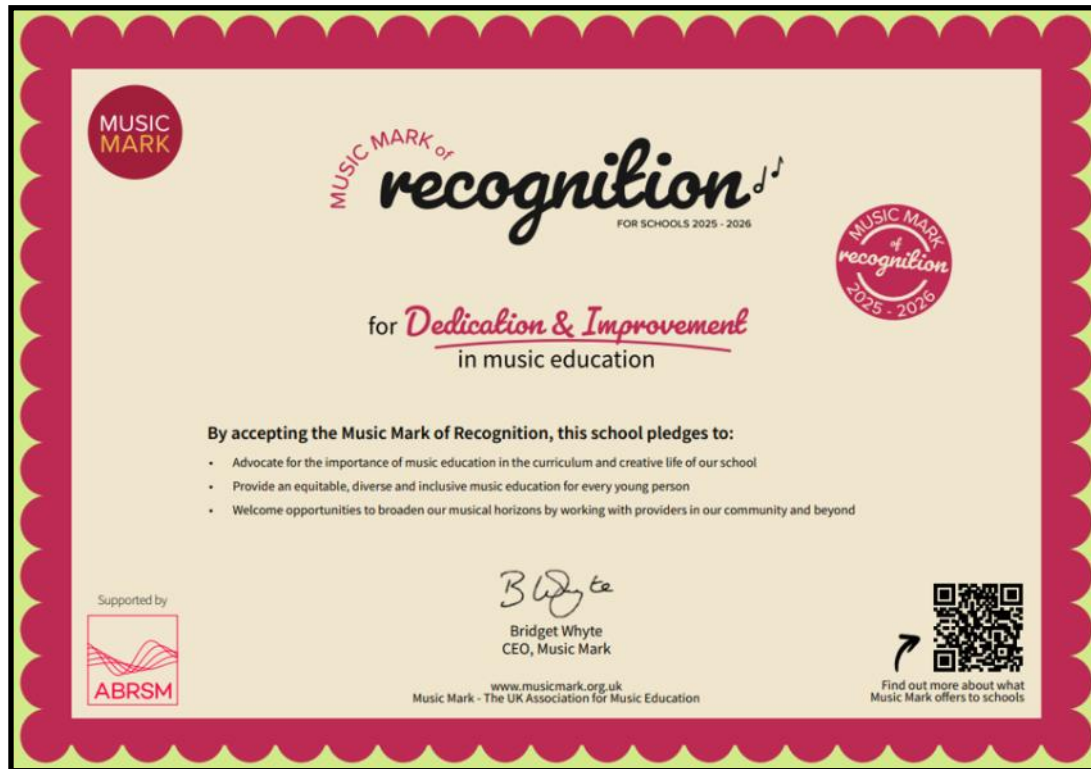 MUSIC
MARK
MUSIC MARK of
recognition
FOR SCHOOLS 2025 - 2026
MUSIC MARK
of
recognition
2025 - 2026
for Dedication & Improvement
in music education
By accepting the Music Mark of Recognition, this school pledges to:
• Advocate for the importance of music education in the curriculum and creative life of our school
• Provide an equitable, diverse and inclusive music education for every young person
• Welcome opportunities to broaden our musical horizons by working with providers in our community and beyond
Supported by
ABRSM
B Whyte
Bridget Whyte
CEO, Music Mark
www.musicmark.org.uk
Music Mark - The UK Association for Music Education
Find out more about what
Music Mark offers to schools